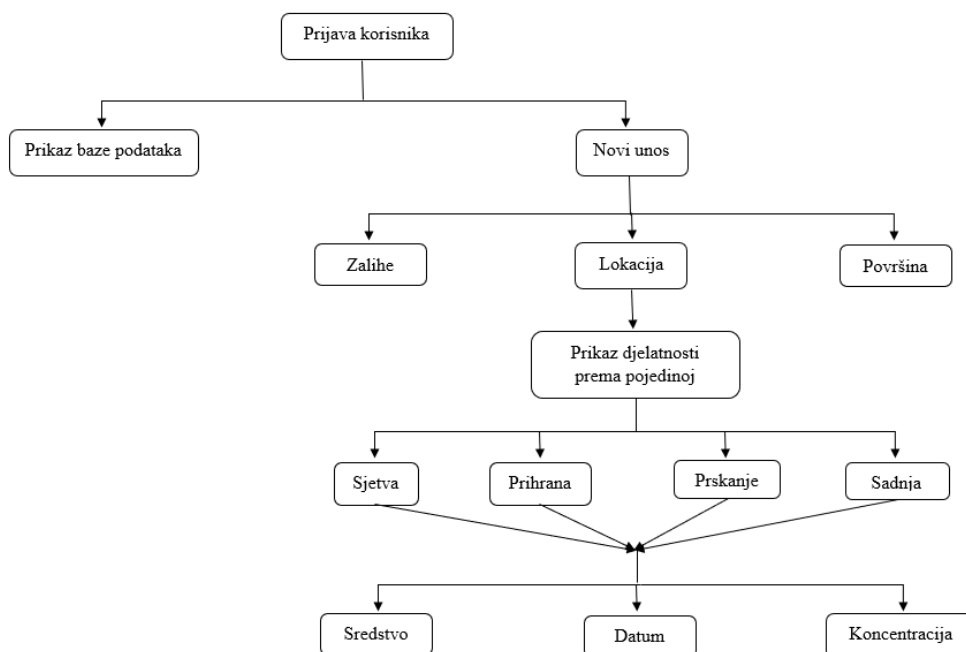 Prijava korisnika
Prikaz baze podataka
Novi unos
Zalihe
Lokacija
Površina
Prikaz djelatnosti
prema pojedinoj
Sjetva
Prihrana
Prskanje
Sadnja
Sredstvo
Datum
Koncentracija